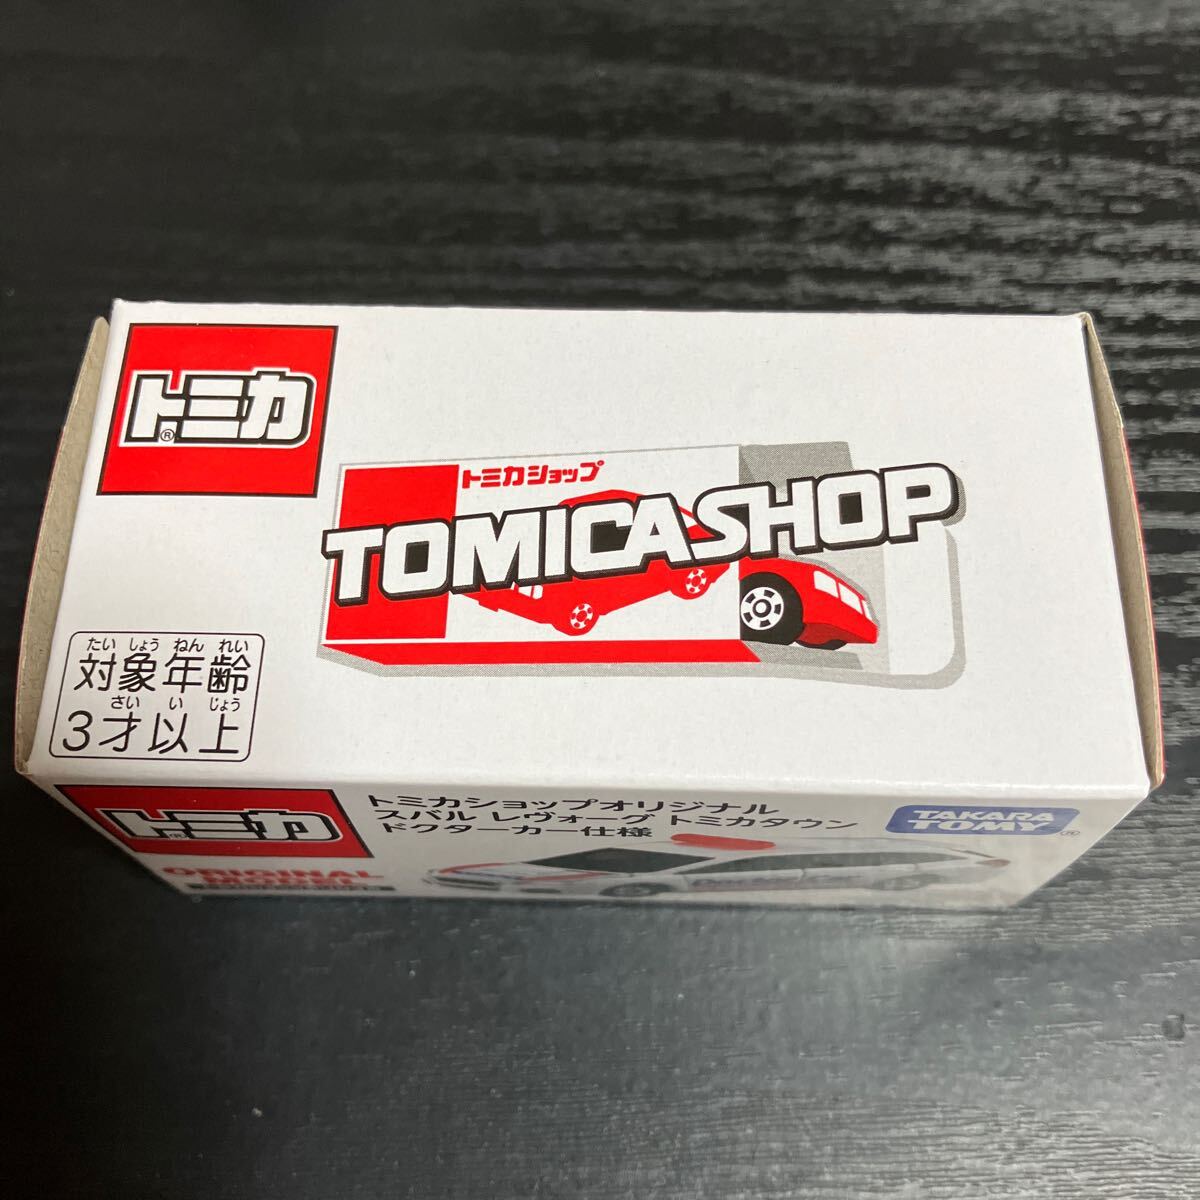 トミカ®
トミカショップ
TOMICASHOP
たいしょうねんれい
対象年齢
さいいじょう
3才以上
トミカ®
トミカショップオリジナル
スバル レヴォーグ トミカタウン
ドクターカー仕様
TAKARA
TOMY®
ORIGINAL
MODEL